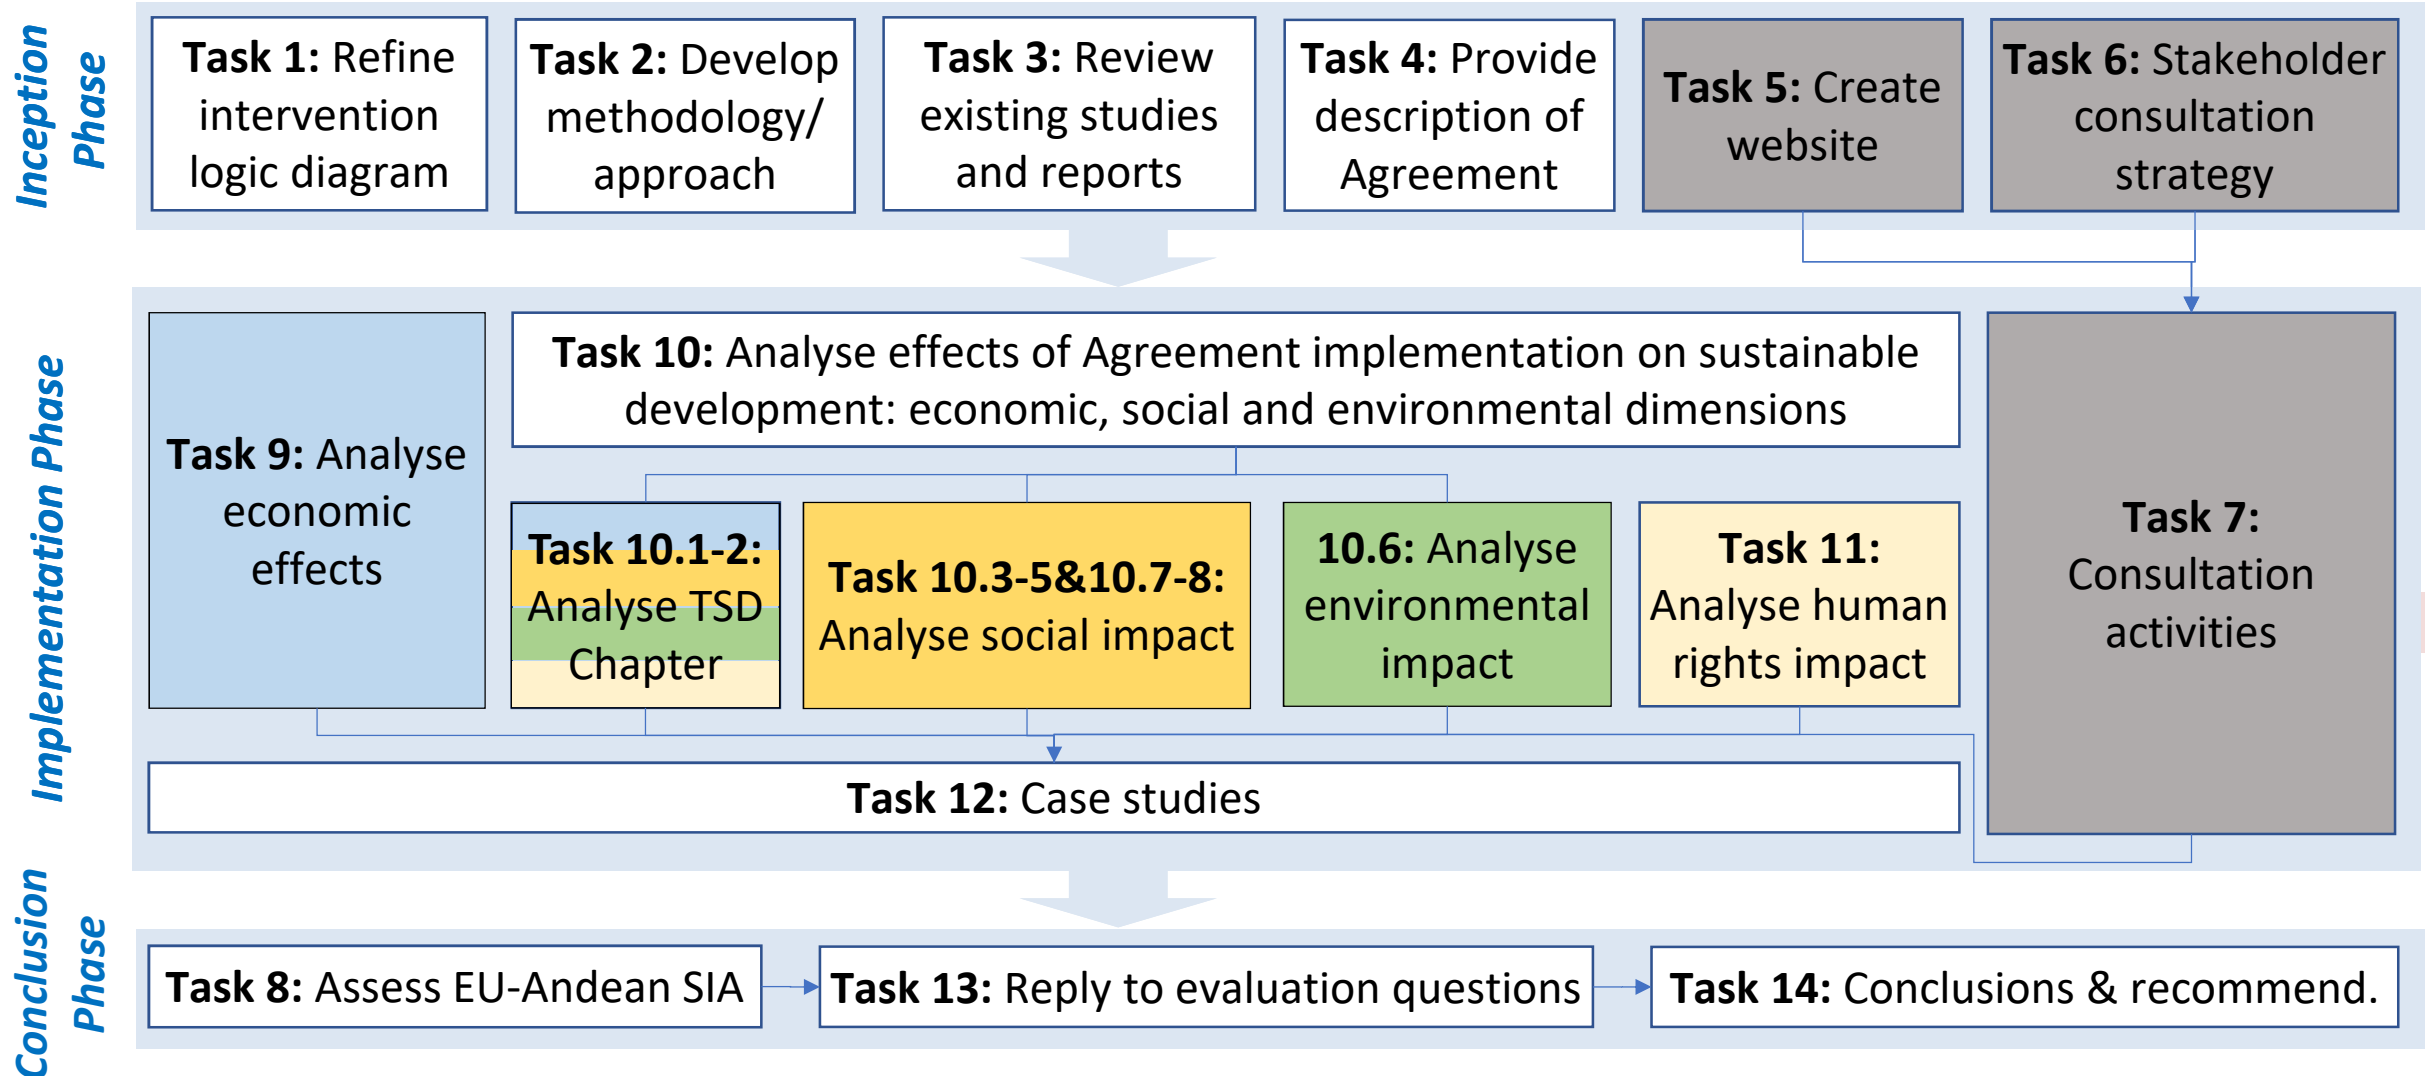 Inception
Phase
Task 1: Refine
intervention
logic diagram
Task 2: Develop
methodology/
approach
Task 3: Review
existing studies
and reports
Task 4: Provide
description of
Agreement
Task 5: Create
website
Task 6: Stakeholder
consultation
strategy
Implementation Phase
Task 9: Analyse
economic
effects
Task 10: Analyse effects of Agreement implementation on sustainable
development: economic, social and environmental dimensions
Task 10.1-2:
Analyse TSD
Chapter
Task 10.3-5&10.7-8:
Analyse social impact
10.6: Analyse
environmental
impact
Task 11:
Analyse human
rights impact
Task 7:
Consultation
activities
Task 12: Case studies
Conclusion
Phase
Task 8: Assess EU-Andean SIA
Task 13: Reply to evaluation questions
Task 14: Conclusions & recommend.